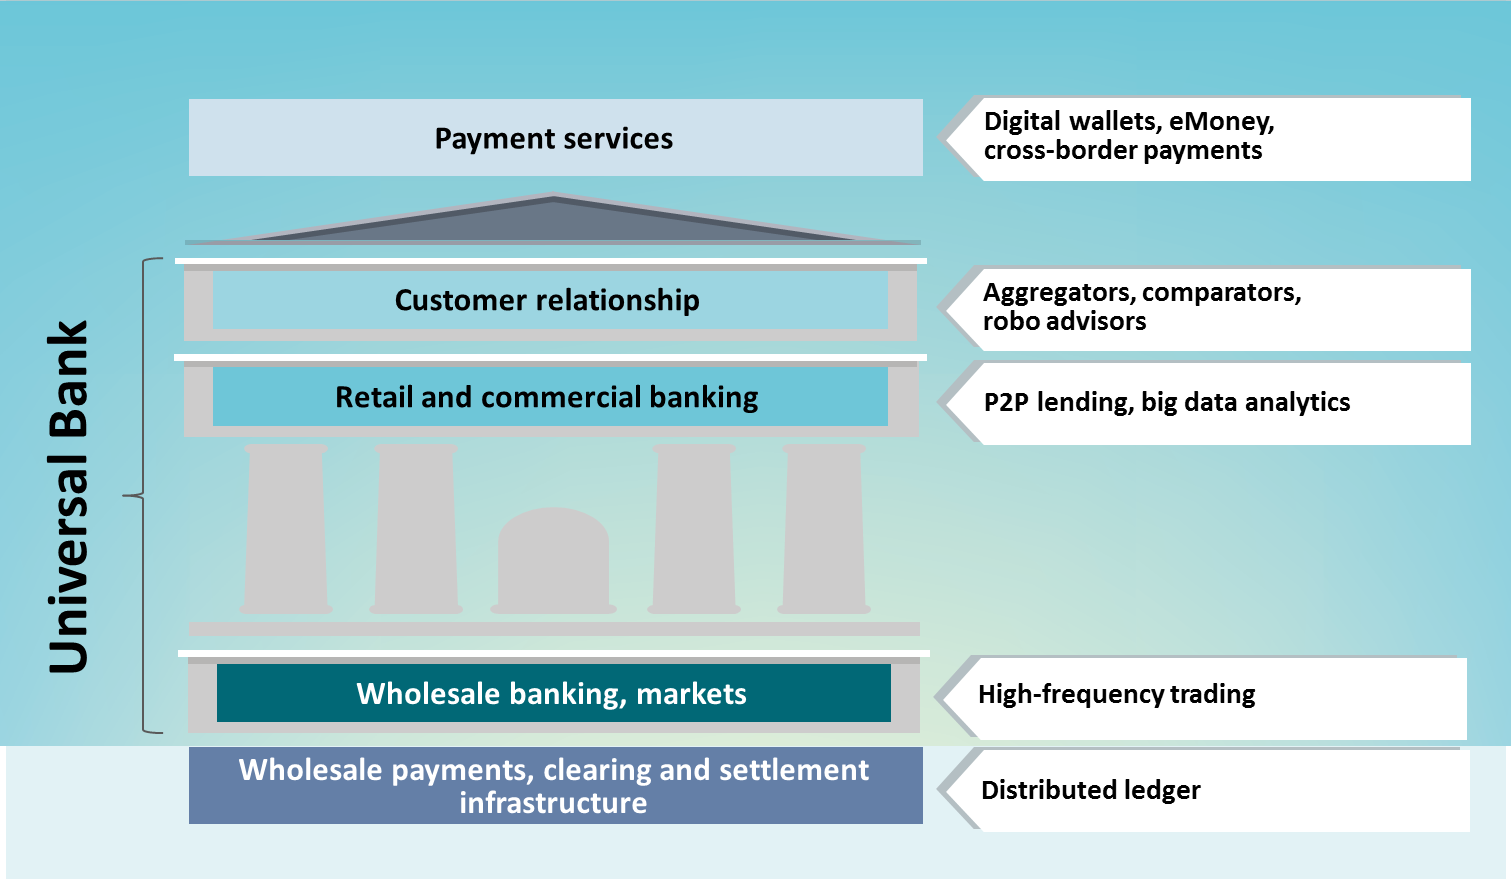 Payment services
Digital wallets, eMoney,
cross-border payments
Universal Bank
Customer relationship
Aggregators, comparators,
robo advisors
Retail and commercial banking
P2P lending, big data analytics
Wholesale banking, markets
High-frequency trading
Wholesale payments, clearing and settlement
infrastructure
Distributed ledger